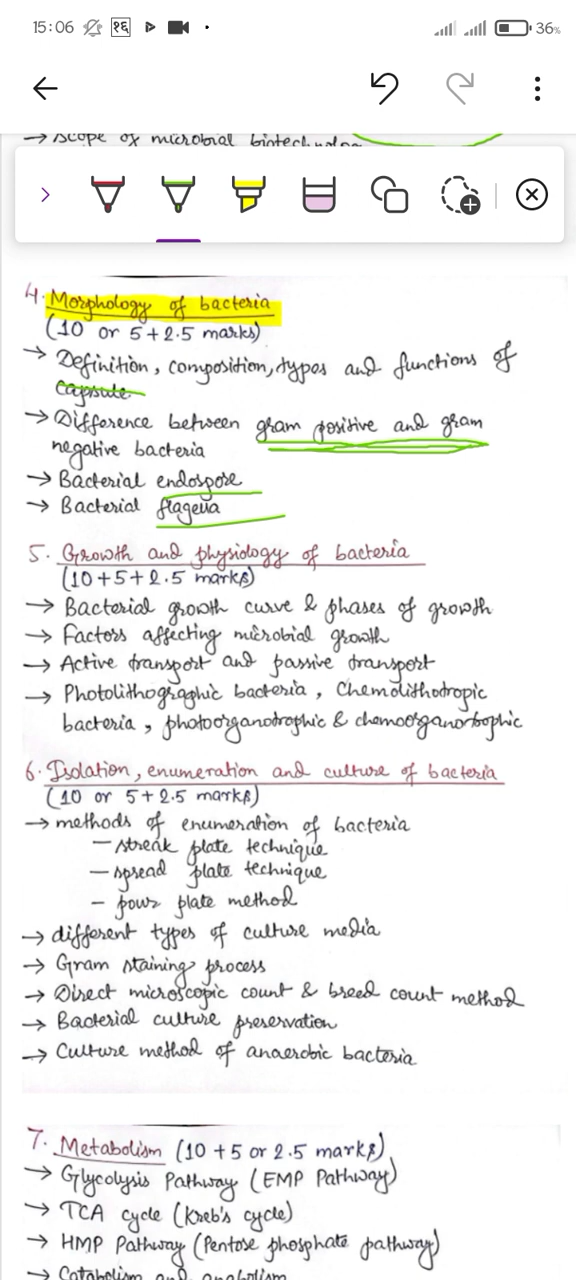 15:06 १६ 36%
→ Scope of microbial biotechnolog
4. Morphology of bacteria
(10 or 5+2.5 marks)
→ Definition, composition, types and functions of
capsule
→ Difference between gram positive and gram
negative bacteria
→ Bacterial endospore
→ Bacterial flagella
5. Growth and physiology of bacteria
(10+5+2.5 marks)
→ Bacterial growth curve & phases of growth
→ Factors affecting microbial growth
→ Active transport and passive transport
→ Photolithographic bacteria, Chemolithotropic
bacteria, photoorganotrophic & chemoorganortophic
6. Isolation, enumeration and culture of bacteria
(10 or 5+2.5 marks)
→ methods of enumeration of bacteria
— streak plate technique
— spread plate technique
— pour plate method
→ different types of culture media
→ Gram staining process
→ Direct microscopic count & breed count method
→ Bacterial culture preservation
→ Culture method of anaerobic bacteria
7. Metabolism (10 +5 or 2.5 marks)
→ Glycolysis Pathway (EMP Pathway)
→ TCA cycle (Kreb's cycle)
→ HMP Pathway (Pentose phosphate pathway)
→ Catabolism and anabolism